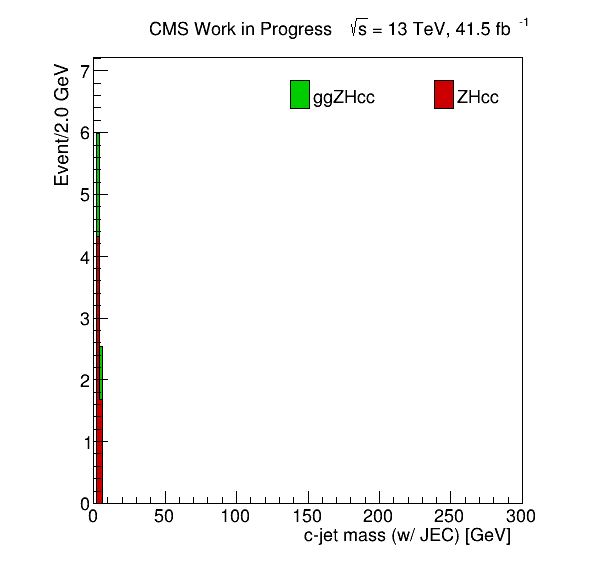 CMS Work in Progress √s = 13 TeV, 41.5 fb -1
Event/2.0 GeV
ggZHcc ZHcc
7
6
5
4
3
2
1
0
0 50 100 150 200 250 300
c-jet mass (w/ JEC) [GeV]